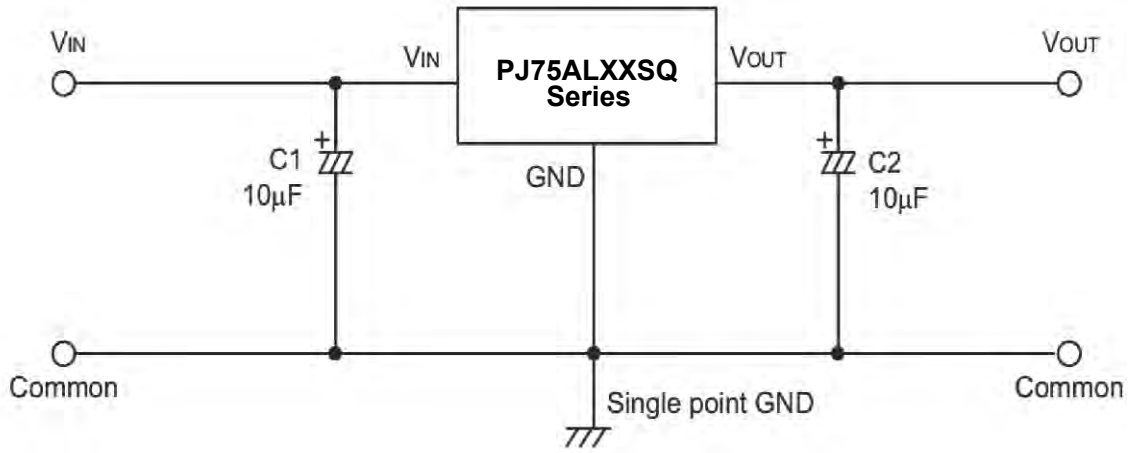 VIN
VIN
PJ75ALXXSQ
Series
VOUT
VOUT
+
C1
10μF
GND
+
C2
10μF
Common
Single point GND
Common